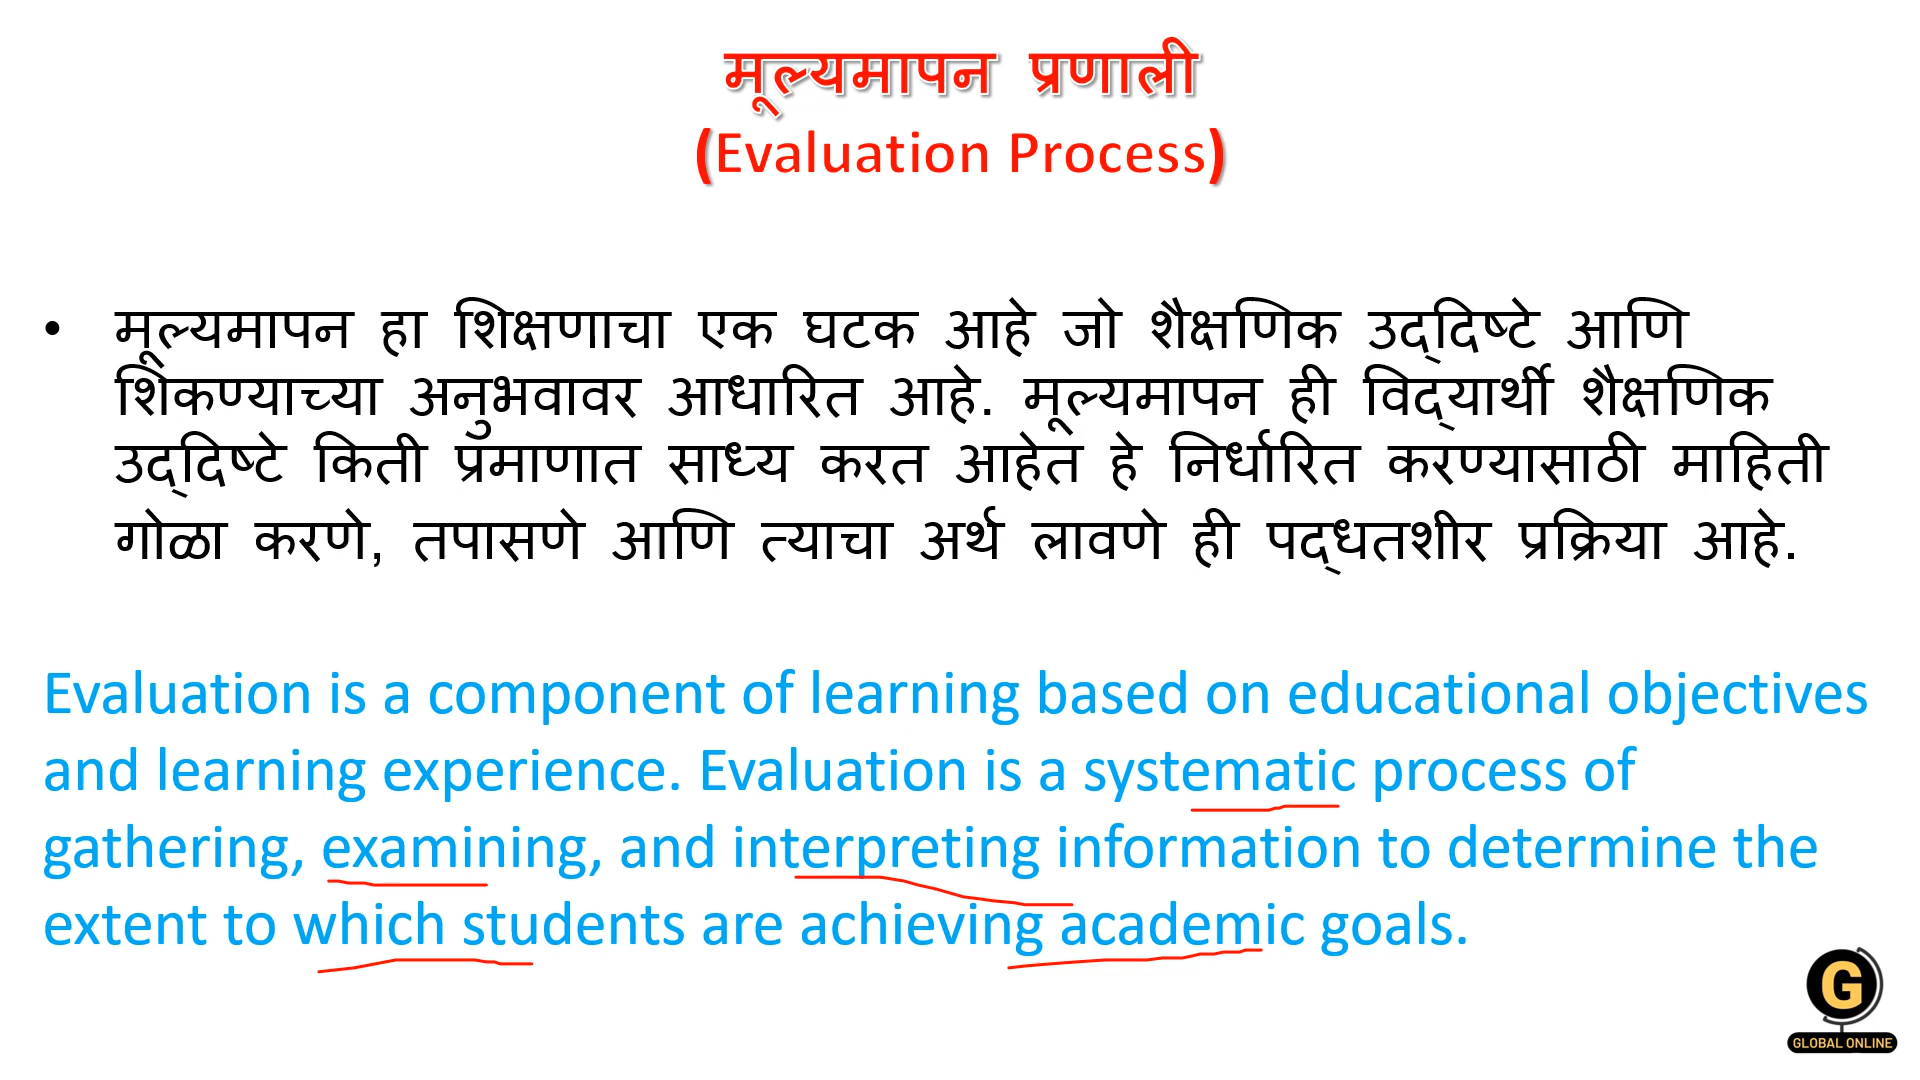 मूल्यमापन प्रणाली
(Evaluation Process)
• मूल्यमापन हा शिक्षणाचा एक घटक आहे जो शैक्षणिक उद्दिष्टे आणि
शिकण्याच्या अनुभवावर आधारित आहे. मूल्यमापन ही विद्यार्थी शैक्षणिक
उद्दिष्टे किती प्रमाणात साध्य करत आहेत हे निर्धारित करण्यासाठी माहिती
गोळा करणे, तपासणे आणि त्याचा अर्थ लावणे ही पद्धतशीर प्रक्रिया आहे.
Evaluation is a component of learning based on educational objectives
and learning experience. Evaluation is a systematic process of
gathering, examining, and interpreting information to determine the
extent to which students are achieving academic goals.
G
GLOBAL ONLINE